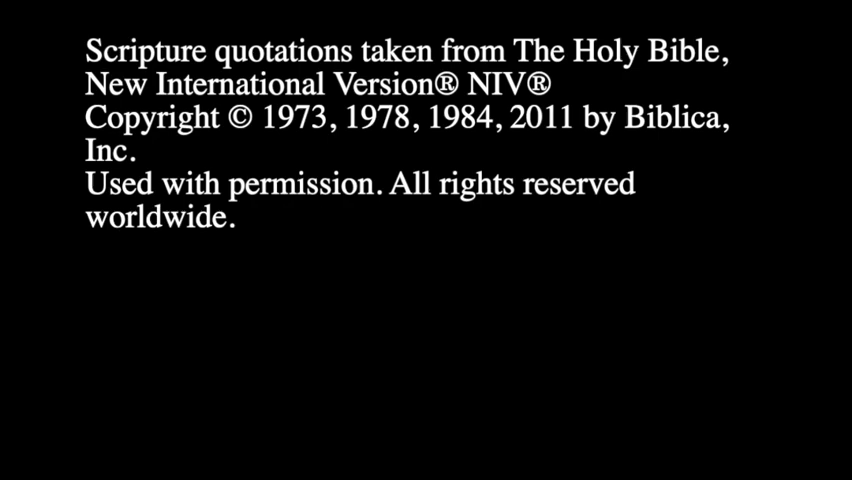 Scripture quotations taken from The Holy Bible,
New International Version® NIV®
Copyright © 1973, 1978, 1984, 2011 by Biblica,
Inc.
Used with permission. All rights reserved
worldwide.